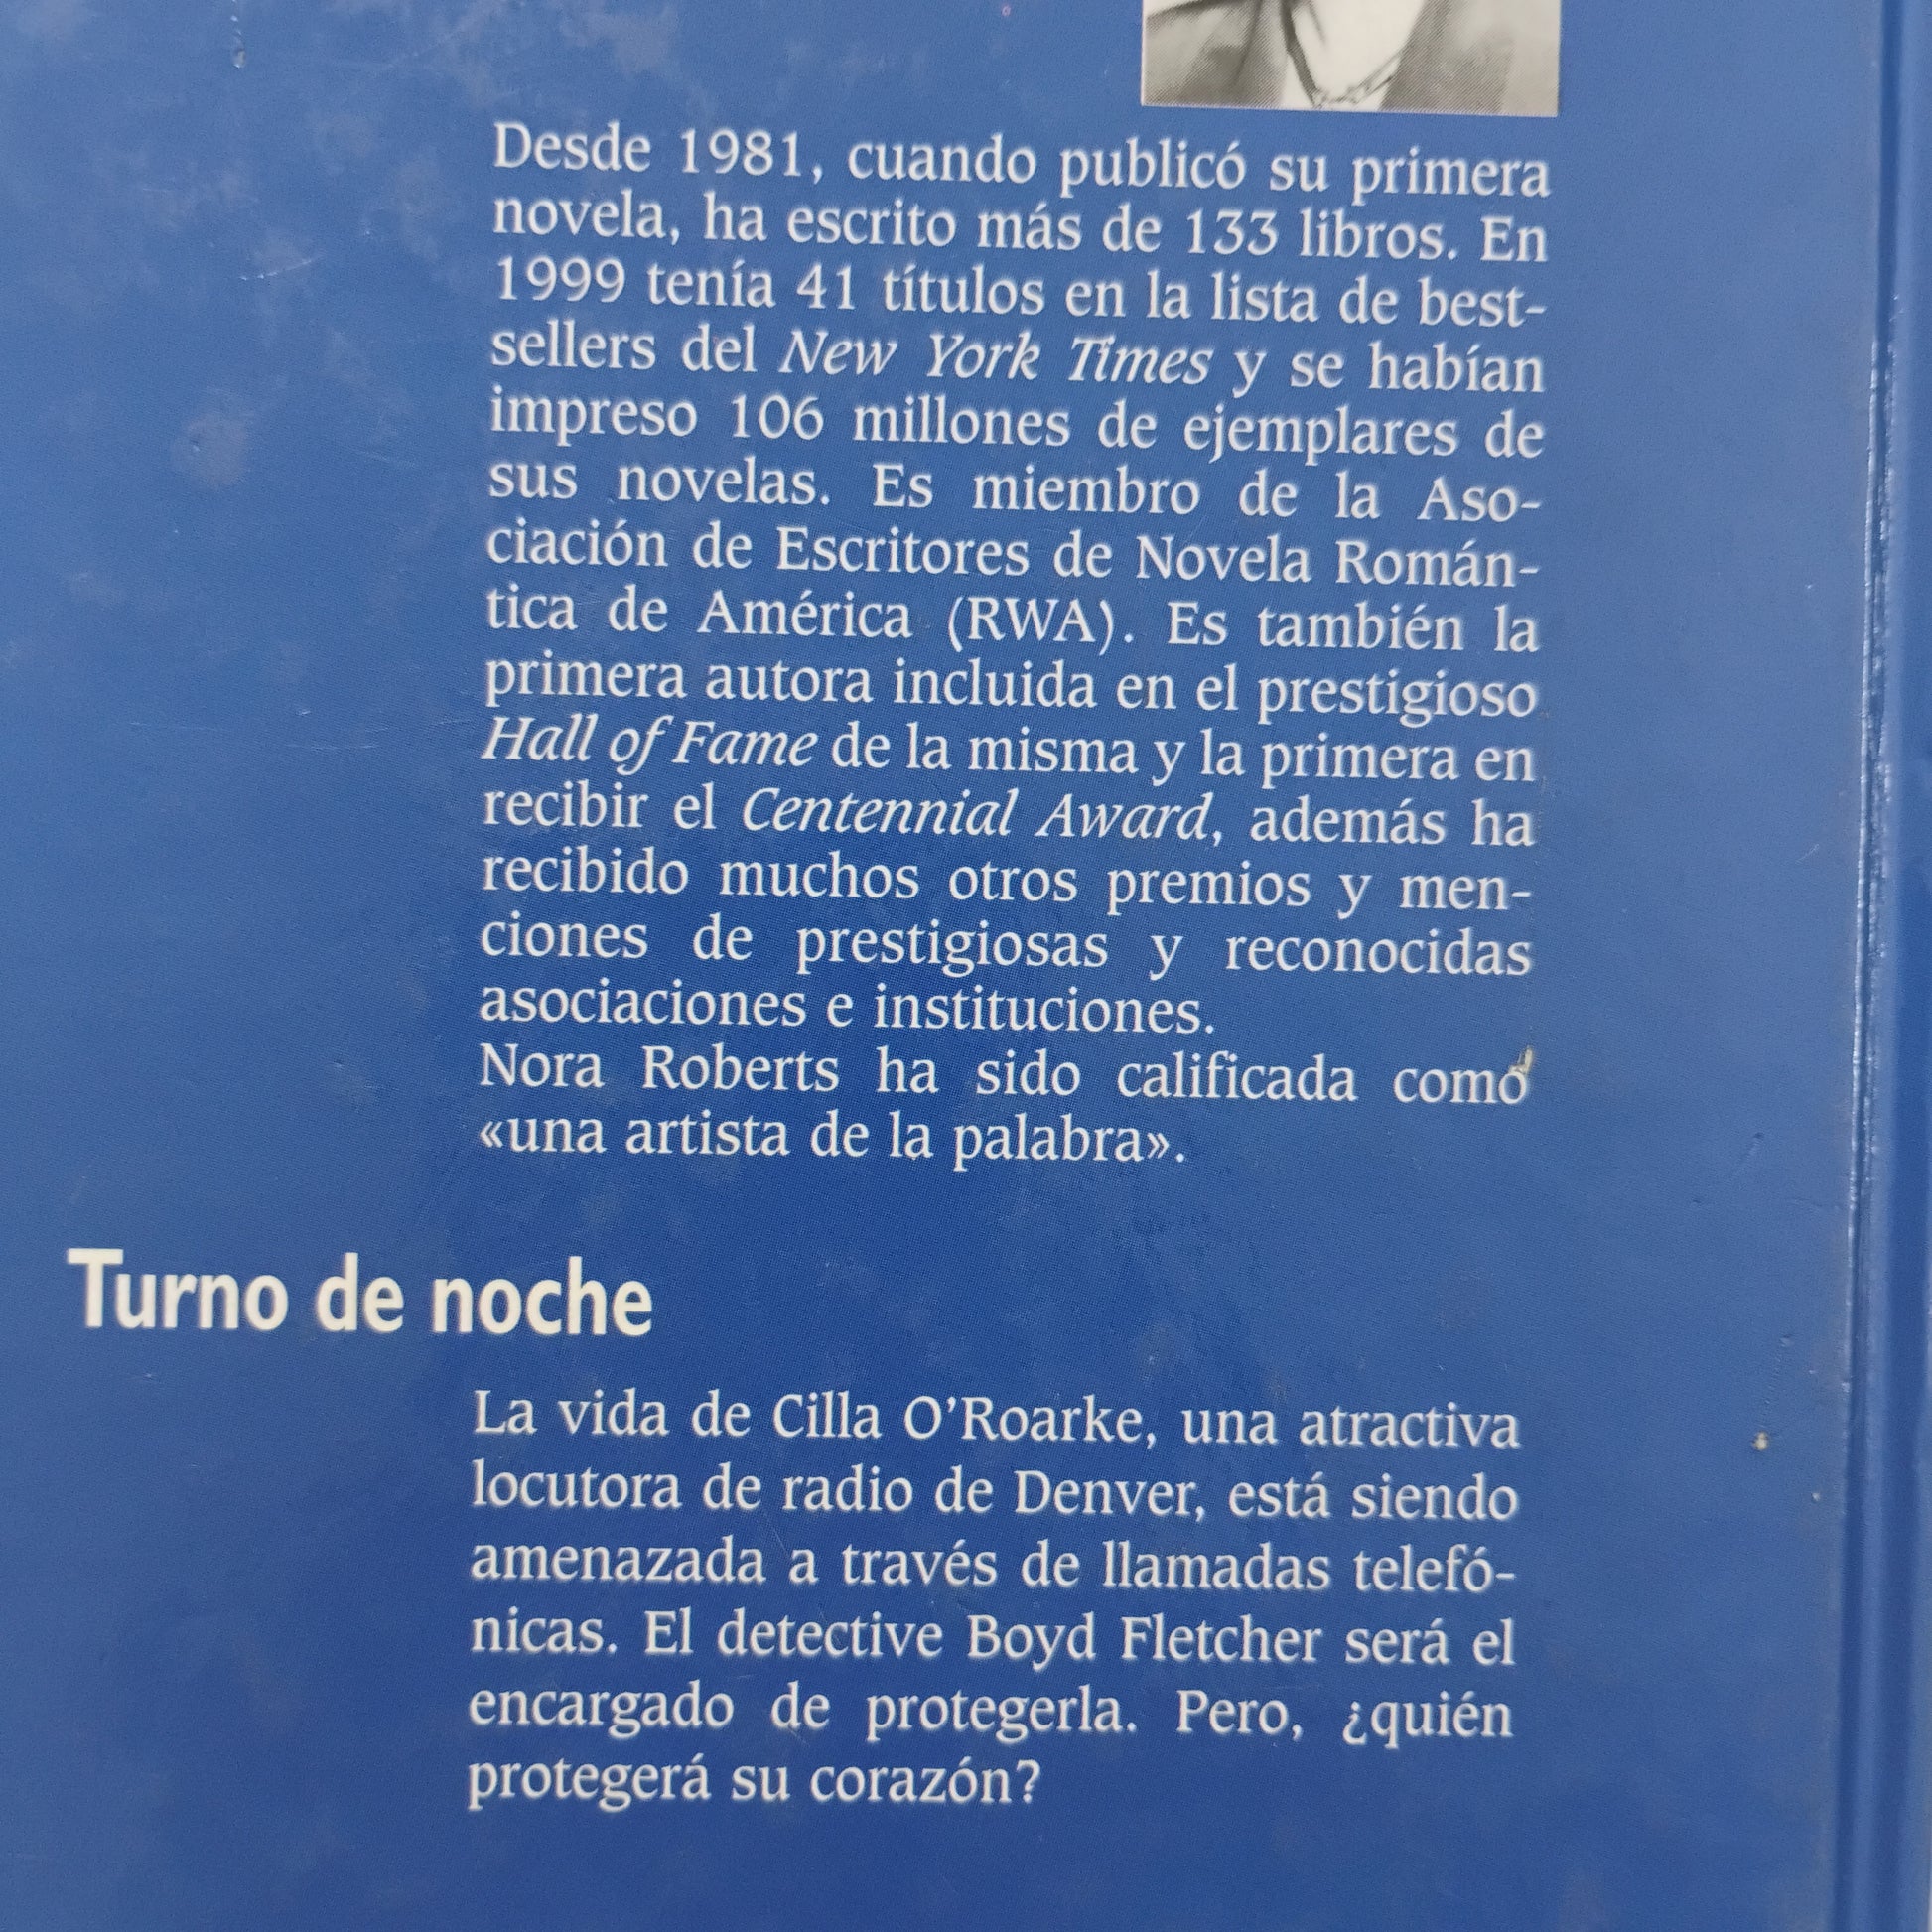 Desde 1981, cuando publicó su primera
novela, ha escrito más de 133 libros. En
1999 tenía 41 títulos en la lista de best-
sellers del New York Times y se habían
impreso 106 millones de ejemplares de
sus novelas. Es miembro de la Aso-
ciación de Escritores de Novela Román-
tica de América (RWA). Es también la
primera autora incluida en el prestigioso
Hall of Fame de la misma y la primera en
recibir el Centennial Award, además ha
recibido muchos otros premios y men-
ciones de prestigiosas y reconocidas
asociaciones e instituciones.
Nora Roberts ha sido calificada como
«una artista de la palabra».
Turno de noche
La vida de Cilla O'Roarke, una atractiva
locutora de radio de Denver, está siendo
amenazada a través de llamadas telefó-
nicas. El detective Boyd Fletcher será el
encargado de protegerla. Pero, ¿quién
protegerá su corazón?